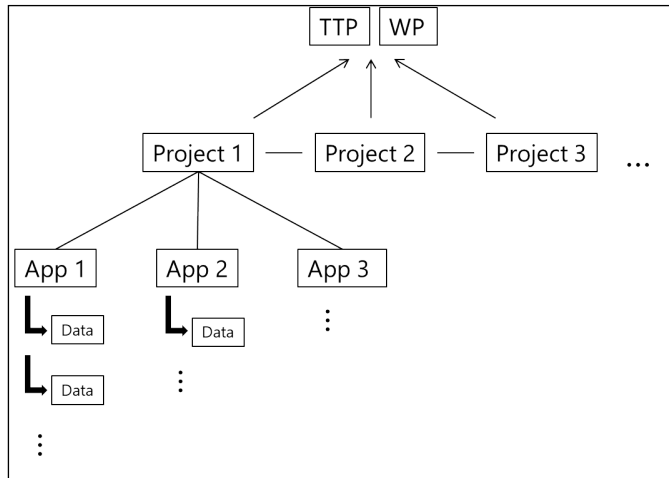 TTP WP
Project 1 Project 2 Project 3 ...
App 1 App 2 App 3
Data Data
Data